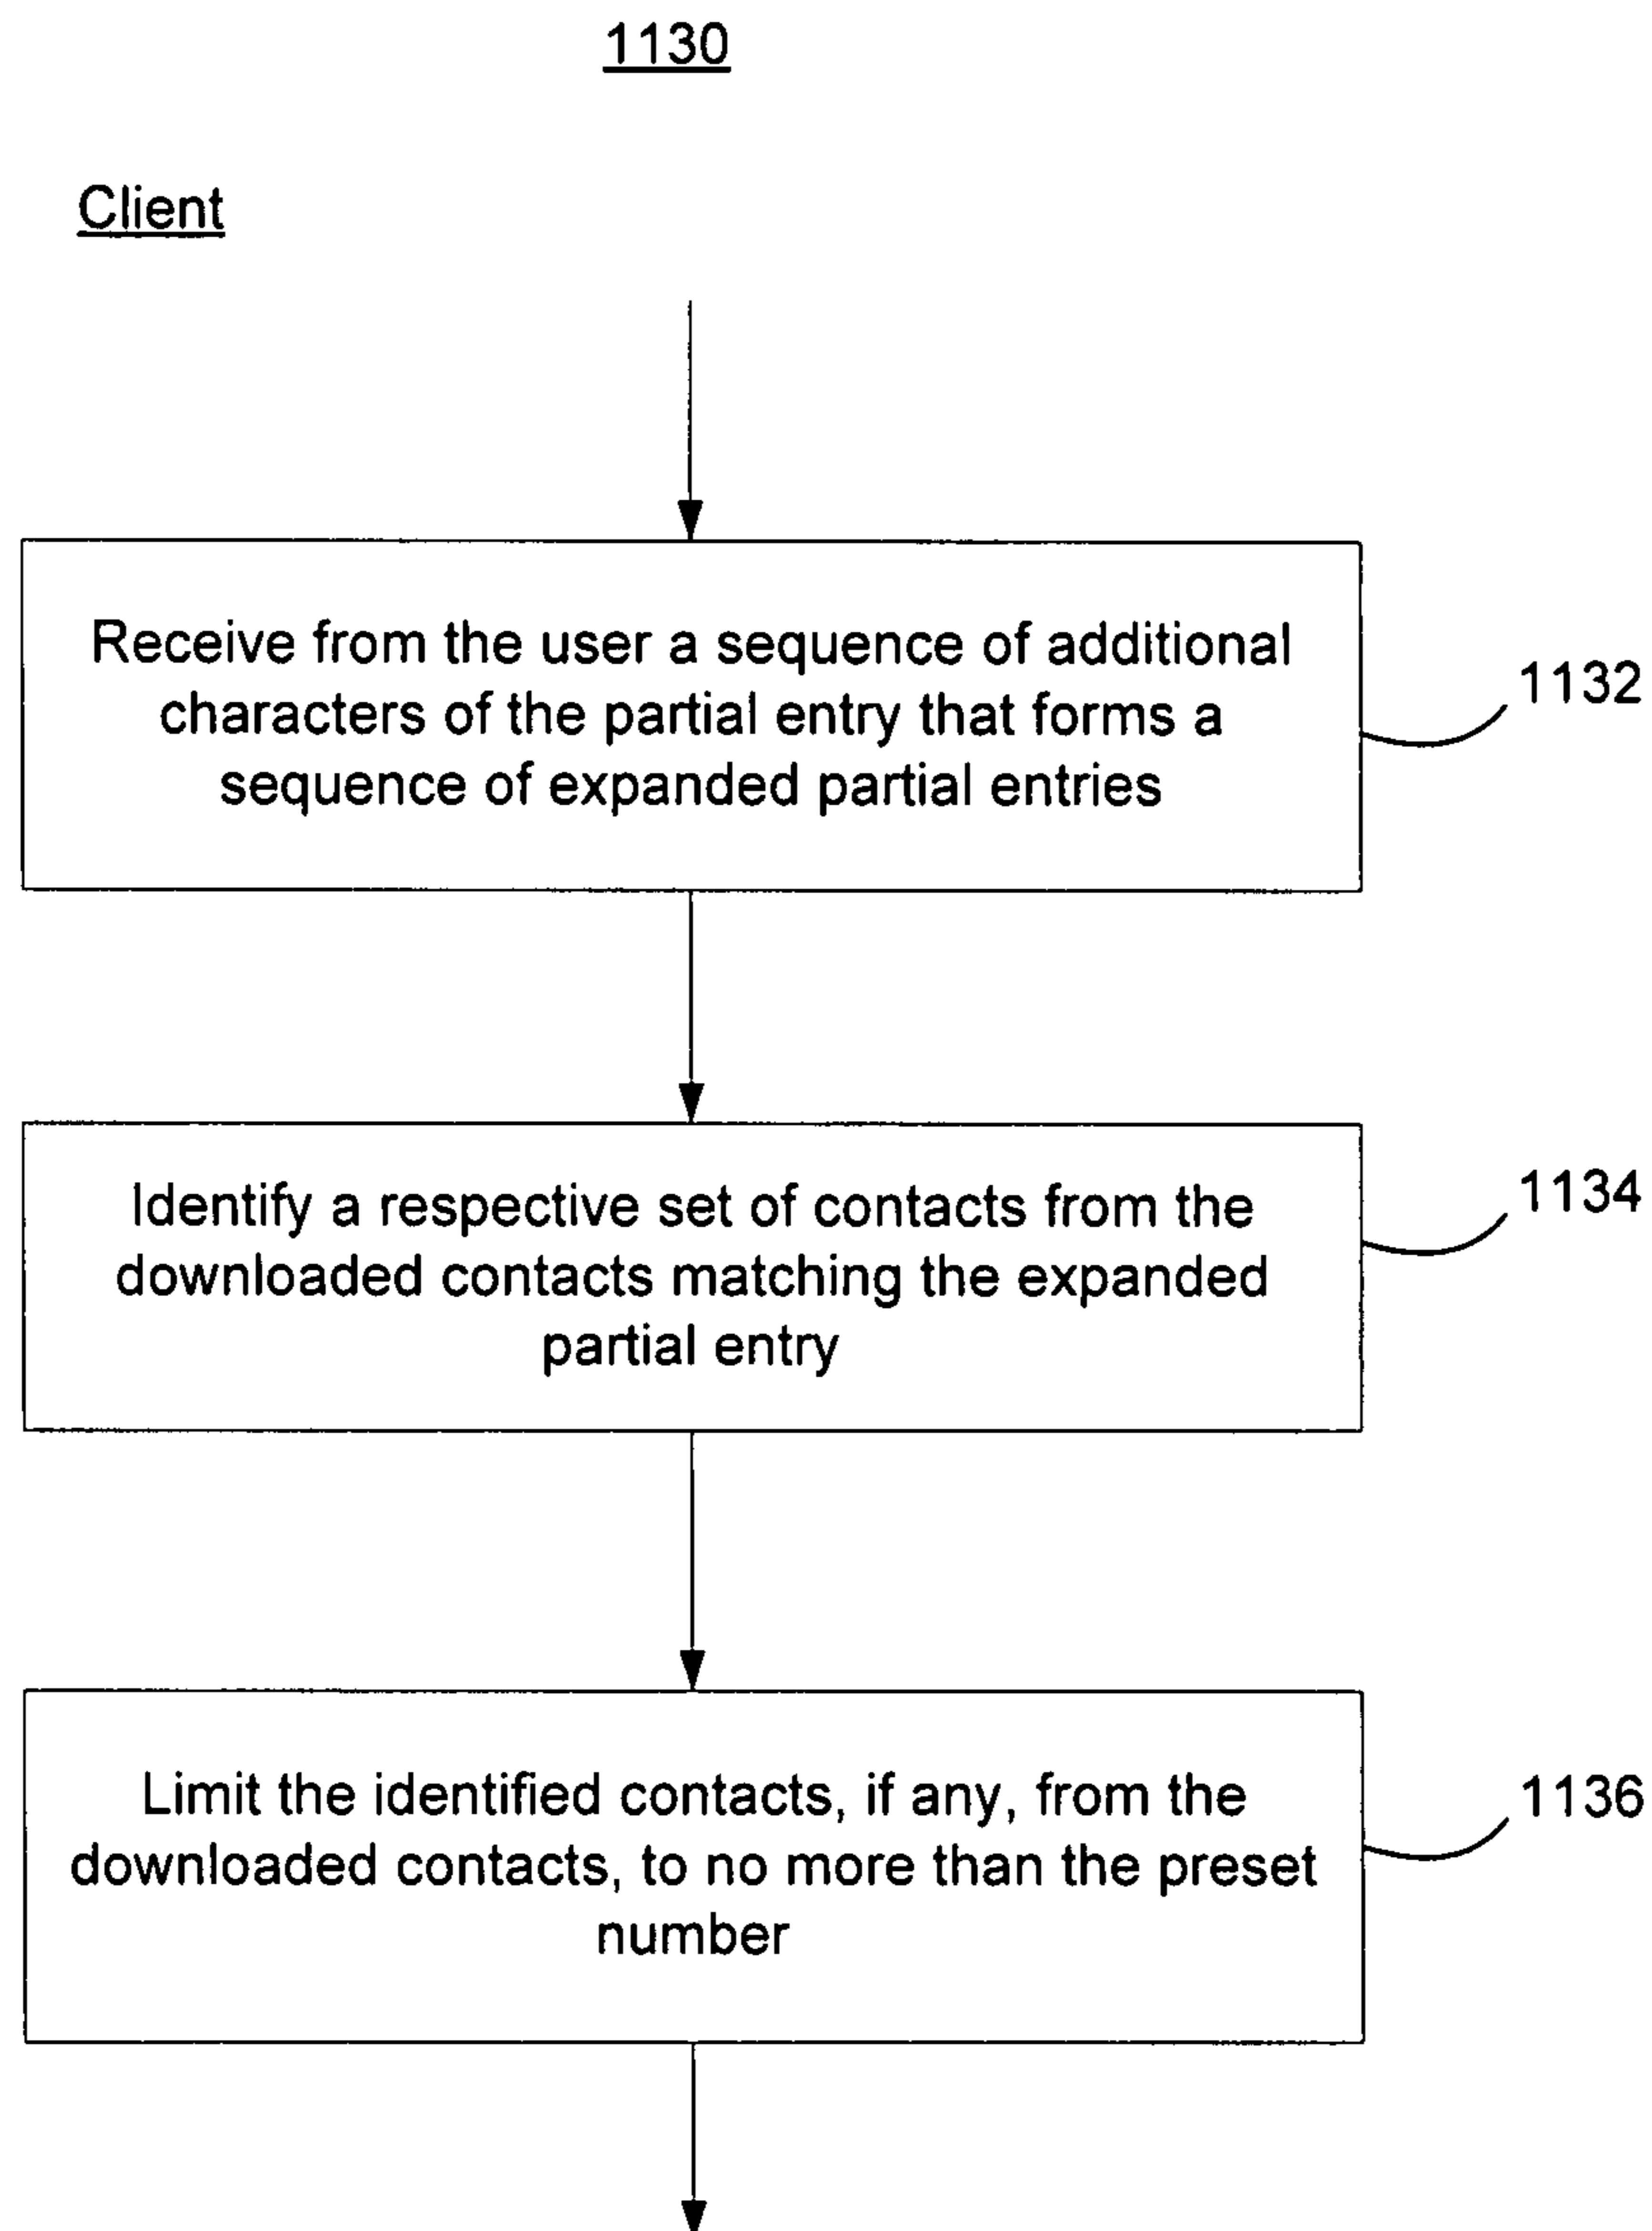 1130
Client
Receive from the user a sequence of additional
characters of the partial entry that forms a
sequence of expanded partial entries
1132
Identify a respective set of contacts from the
downloaded contacts matching the expanded
partial entry
1134
Limit the identified contacts, if any, from the
downloaded contacts, to no more than the preset
number
1136